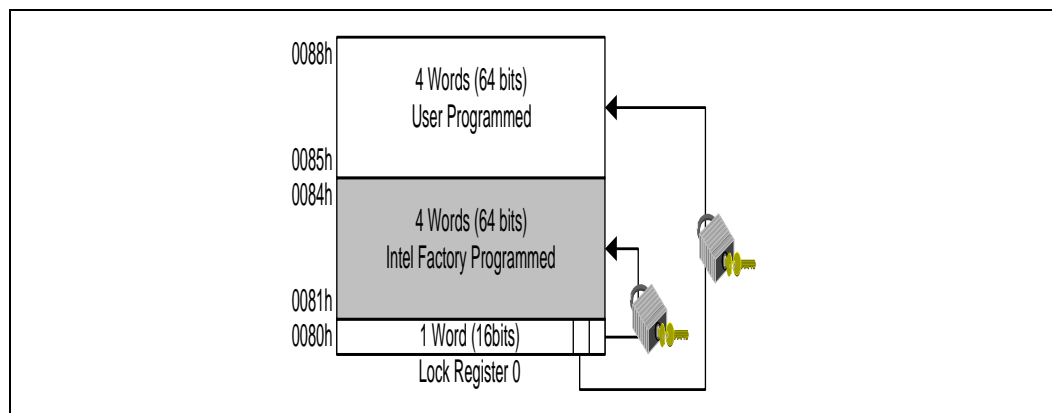 0088h
4 Words (64 bits)
User Programmed
0085h
0084h
4 Words (64 bits)
Intel Factory Programmed
0081h
0080h
1 Word (16bits)
Lock Register 0